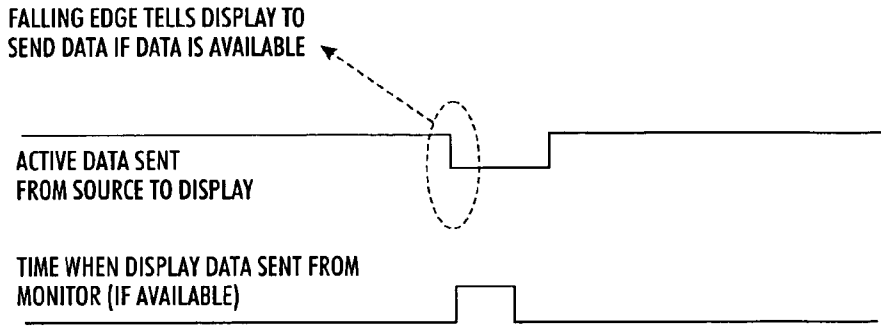 FALLING EDGE TELLS DISPLAY TO
SEND DATA IF DATA IS AVAILABLE
ACTIVE DATA SENT
FROM SOURCE TO DISPLAY
TIME WHEN DISPLAY DATA SENT FROM
MONITOR (IF AVAILABLE)